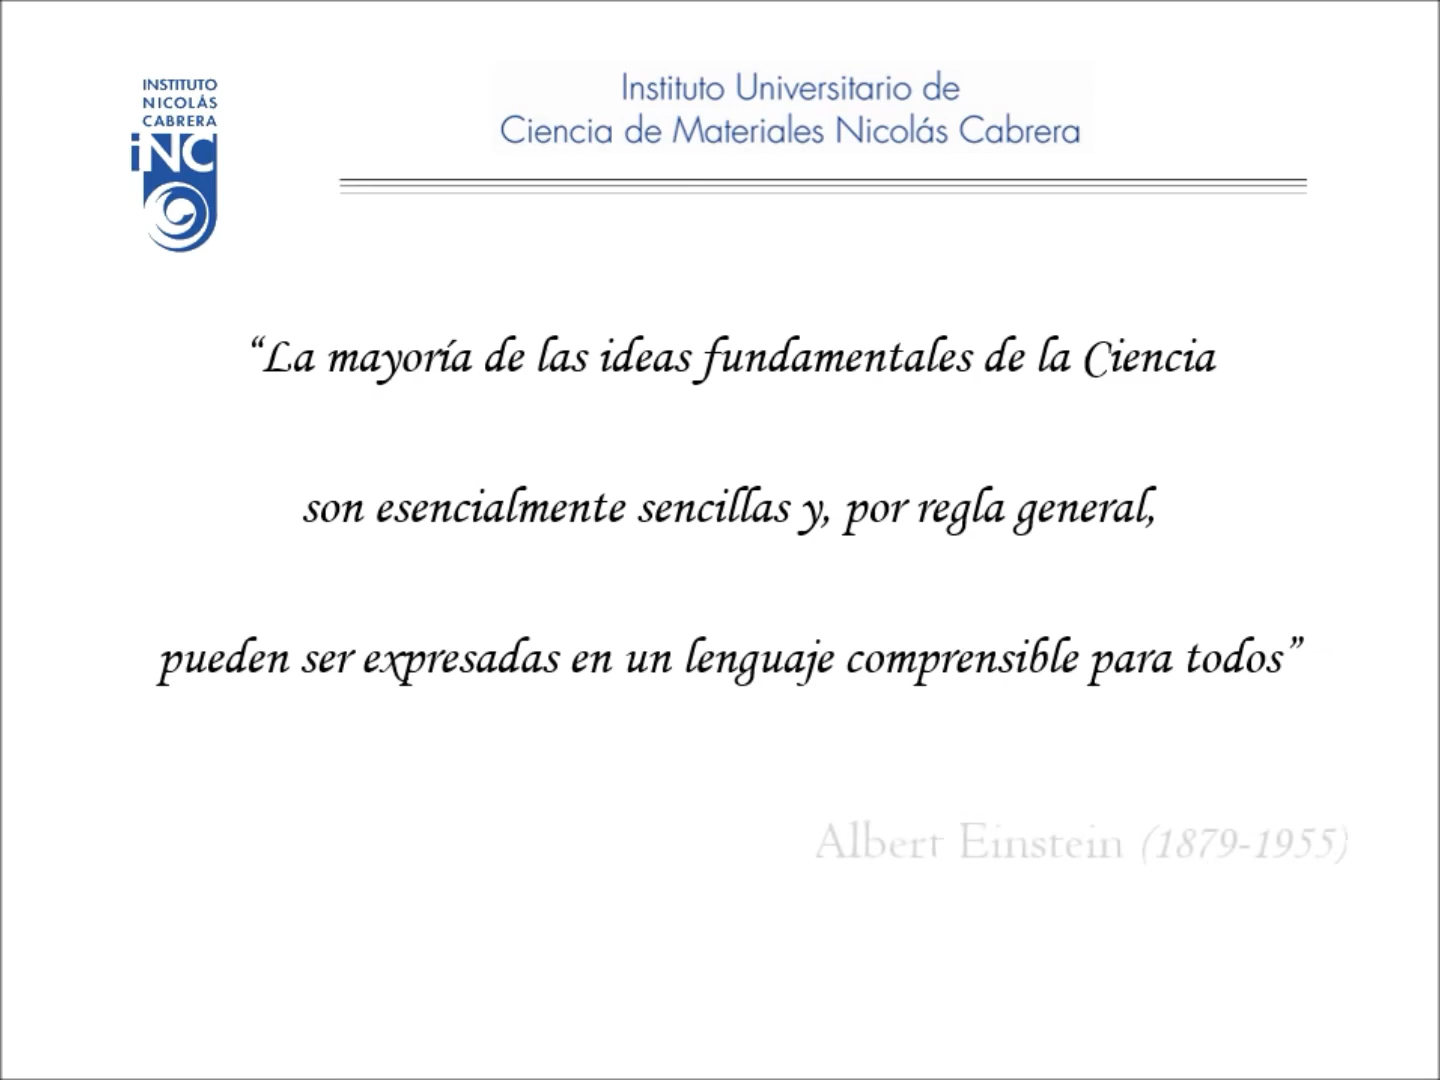 INSTITUTO
NICOLÁS
CABRERA
iNC
Instituto Universitario de
Ciencia de Materiales Nicolás Cabrera
“La mayoría de las ideas fundamentales de la Ciencia
son esencialmente sencillas y, por regla general,
pueden ser expresadas en un lenguaje comprensible para todos”
Albert Einstein (1879-1955)